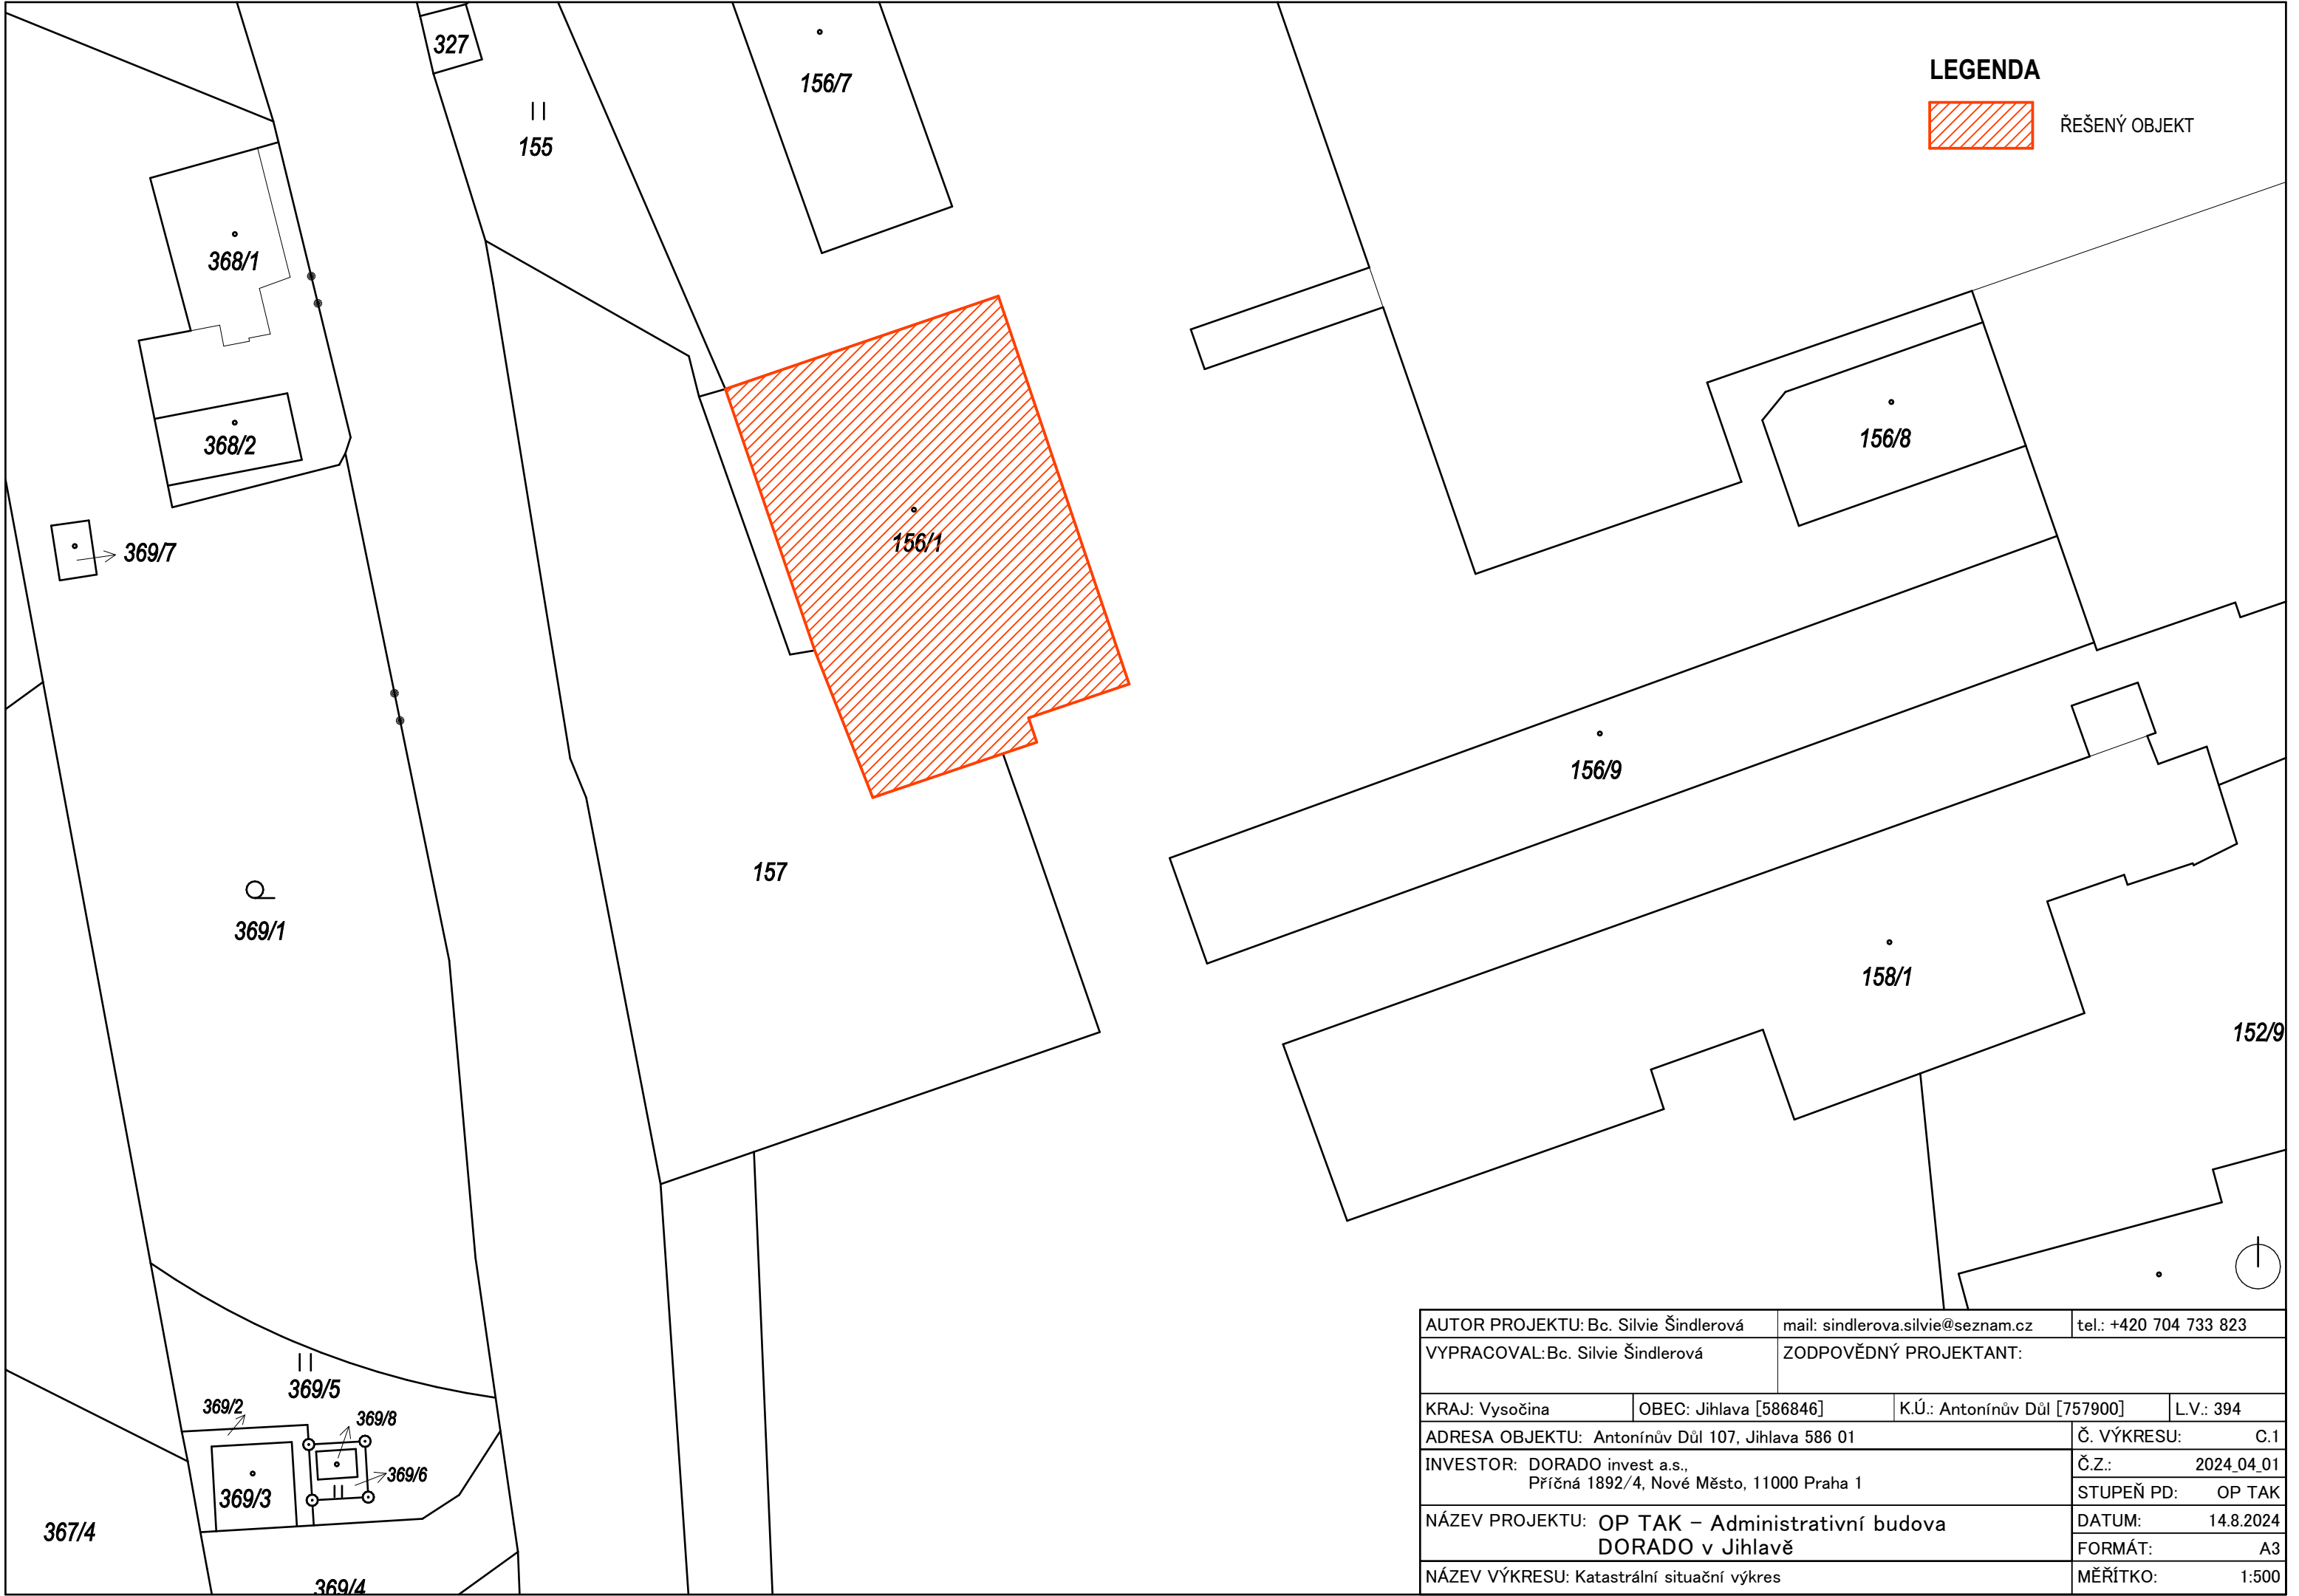 327
156/7
155
LEGENDA
ŘEŠENÝ OBJEKT
368/1
368/2
156/8
369/7
156/1
156/9
157
369/1
158/1
152/9
369/5
369/2
369/8
369/6
369/3
367/4
369/4
AUTOR PROJEKTU: Bc. Silvie Šindlerová
mail: sindlerova.silvie@seznam.cz
tel.: +420 704 733 823
VYPRACOVAL: Bc. Silvie Šindlerová
ZODPOVĚDNÝ PROJEKTANT:
KRAJ: Vysočina
OBEC: Jihlava [586846]
K.Ú.: Antonínův Důl [757900]
L.V.: 394
ADRESA OBJEKTU: Antonínův Důl 107, Jihlava 586 01
Č. VÝKRESU: C.1
INVESTOR: DORADO invest a.s.,
Příčná 1892/4, Nové Město, 11000 Praha 1
Č.Z.: 2024_04_01
STUPEŇ PD: OP TAK
NÁZEV PROJEKTU: OP TAK – Administrativní budova
DORADO v Jihlavě
DATUM: 14.8.2024
FORMÁT: A3
NÁZEV VÝKRESU: Katastrální situační výkres
MĚŘÍTKO: 1:500